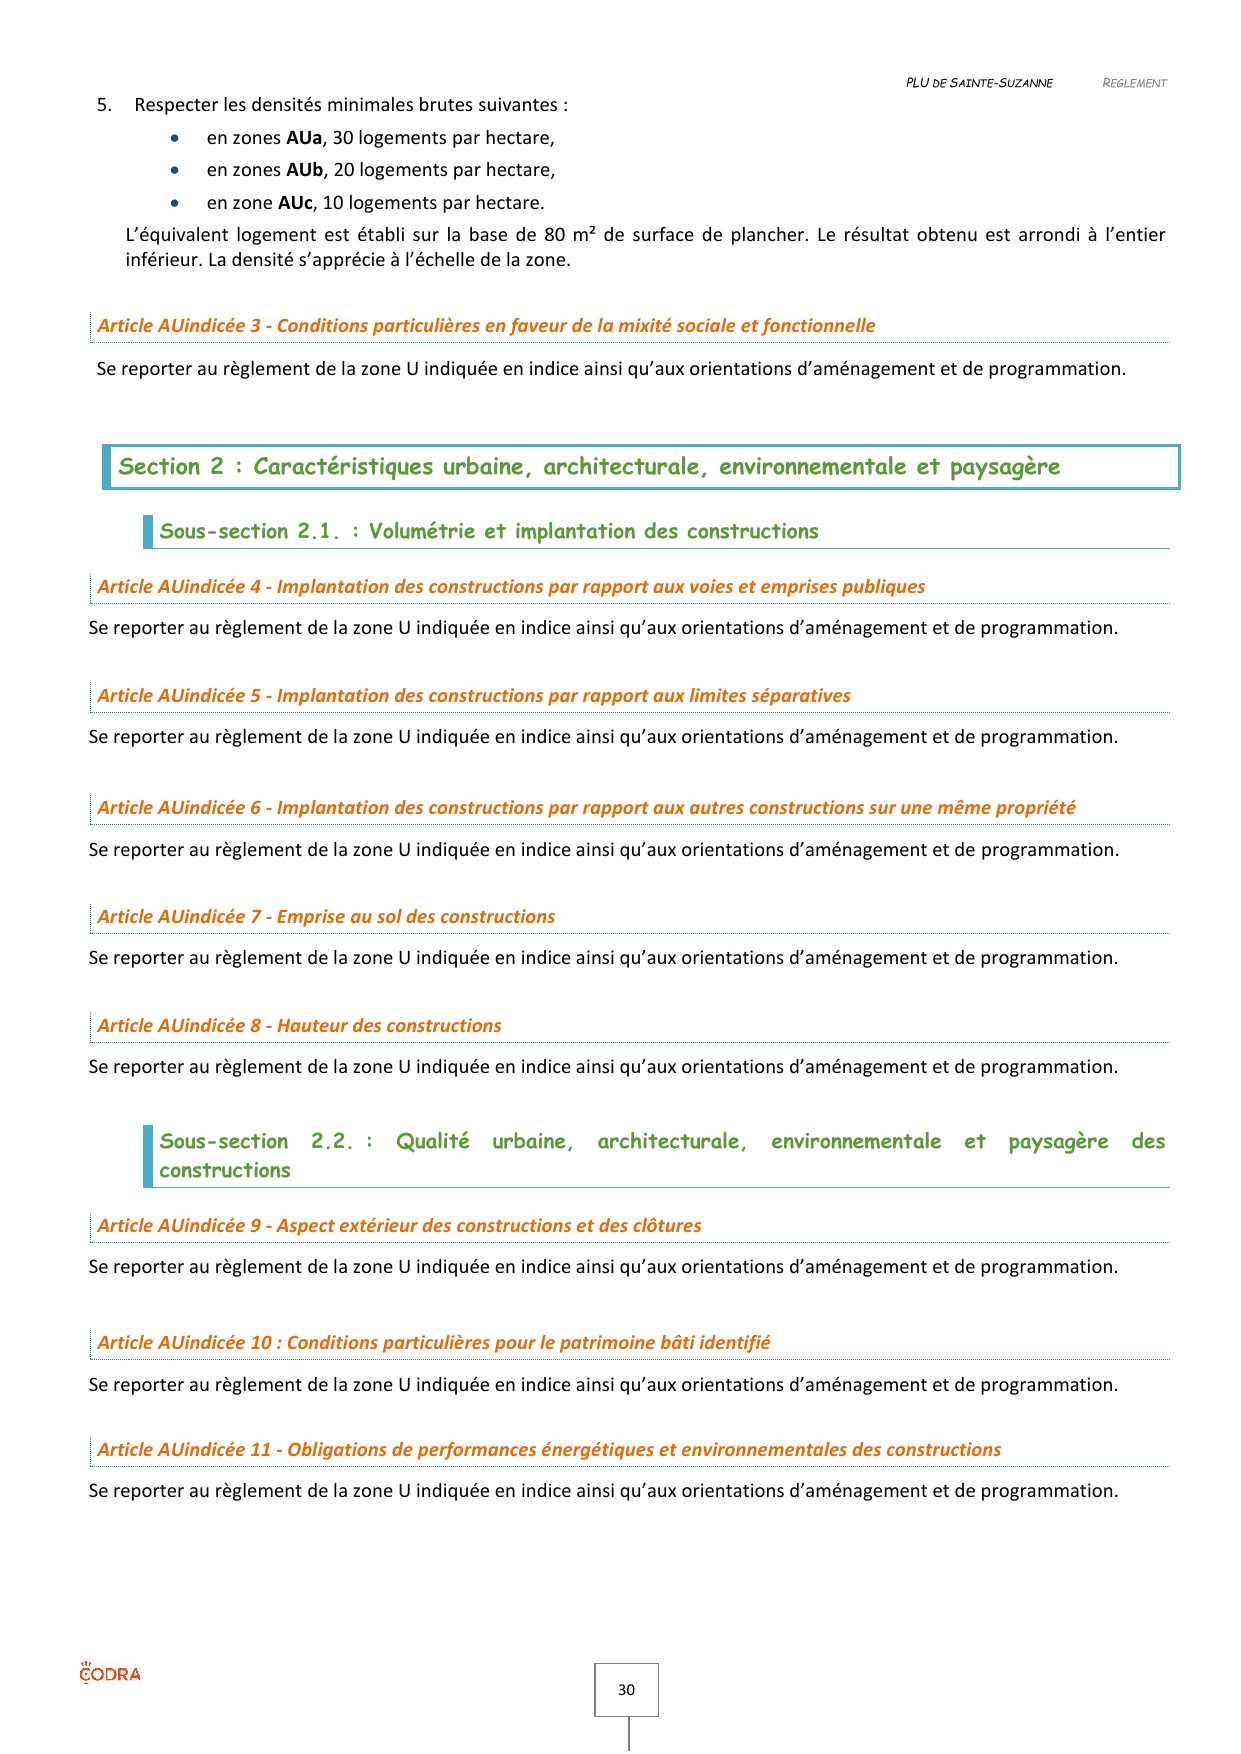 PLU DE SAINTE-SUZANNE REGLEMENT
5. Respecter les densités minimales brutes suivantes :
• en zones AUa, 30 logements par hectare,
• en zones AUb, 20 logements par hectare,
• en zone AUc, 10 logements par hectare.
L’équivalent logement est établi sur la base de 80 m² de surface de plancher. Le résultat obtenu est arrondi à l’entier
inférieur. La densité s’apprécie à l’échelle de la zone.
Article AUindicée 3 - Conditions particulières en faveur de la mixité sociale et fonctionnelle
Se reporter au règlement de la zone U indiquée en indice ainsi qu’aux orientations d’aménagement et de programmation.
Section 2 : Caractéristiques urbaine, architecturale, environnementale et paysagère
Sous-section 2.1. : Volumétrie et implantation des constructions
Article AUindicée 4 - Implantation des constructions par rapport aux voies et emprises publiques
Se reporter au règlement de la zone U indiquée en indice ainsi qu’aux orientations d’aménagement et de programmation.
Article AUindicée 5 - Implantation des constructions par rapport aux limites séparatives
Se reporter au règlement de la zone U indiquée en indice ainsi qu’aux orientations d’aménagement et de programmation.
Article AUindicée 6 - Implantation des constructions par rapport aux autres constructions sur une même propriété
Se reporter au règlement de la zone U indiquée en indice ainsi qu’aux orientations d’aménagement et de programmation.
Article AUindicée 7 - Emprise au sol des constructions
Se reporter au règlement de la zone U indiquée en indice ainsi qu’aux orientations d’aménagement et de programmation.
Article AUindicée 8 - Hauteur des constructions
Se reporter au règlement de la zone U indiquée en indice ainsi qu’aux orientations d’aménagement et de programmation.
Sous-section 2.2. : Qualité urbaine, architecturale, environnementale et paysagère des
constructions
Article AUindicée 9 - Aspect extérieur des constructions et des clôtures
Se reporter au règlement de la zone U indiquée en indice ainsi qu’aux orientations d’aménagement et de programmation.
Article AUindicée 10 : Conditions particulières pour le patrimoine bâti identifié
Se reporter au règlement de la zone U indiquée en indice ainsi qu’aux orientations d’aménagement et de programmation.
Article AUindicée 11 - Obligations de performances énergétiques et environnementales des constructions
Se reporter au règlement de la zone U indiquée en indice ainsi qu’aux orientations d’aménagement et de programmation.
CODRA
30